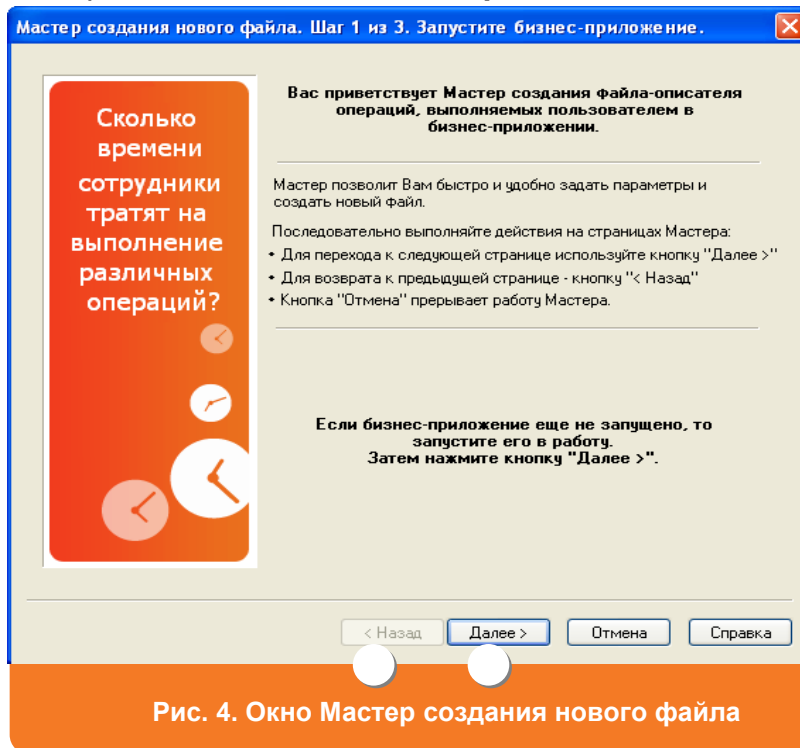 Мастер создания нового файла. Шаг 1 из 3. Запустите бизнес-приложение.
Сколько
времени
сотрудники
тратят на
выполнение
различных
операций?
Вас приветствует Мастер создания файла-описателя
операций, выполняемых пользователем в
бизнес-приложении.
Мастер позволит Вам быстро и удобно задать параметры и
создать новый файл.
Последовательно выполняйте действия на страницах Мастера:
• Для перехода к следующей странице используйте кнопку "Далее >"
• Для возврата к предыдущей странице - кнопку "< Назад"
• Кнопка "Отмена" прерывает работу Мастера.
Если бизнес-приложение еще не запущено, то
запустите его в работу.
Затем нажмите кнопку "Далее >".
< Назад Далее > Отмена Справка
Рис. 4. Окно Мастер создания нового файла